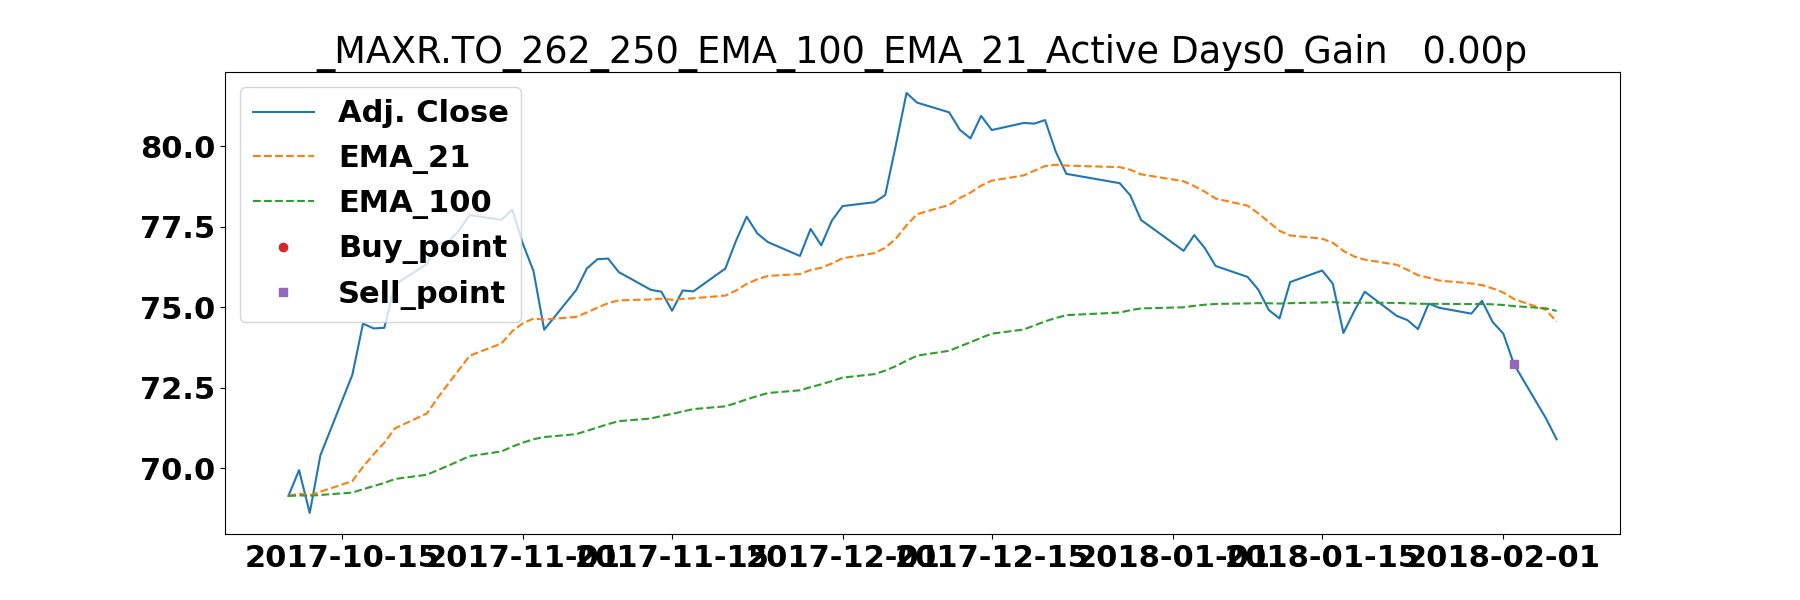 _MAXR.TO_262_250_EMA_100_EMA_21_Active Days0_Gain   0.00p
Adj. Close
EMA_21
EMA_100
Buy_point
Sell_point
80.0
77.5
75.0
72.5
70.0
2017-10-15
2017-11-01
2017-11-15
2017-12-01
2017-12-15
2018-01-01
2018-01-15
2018-02-01